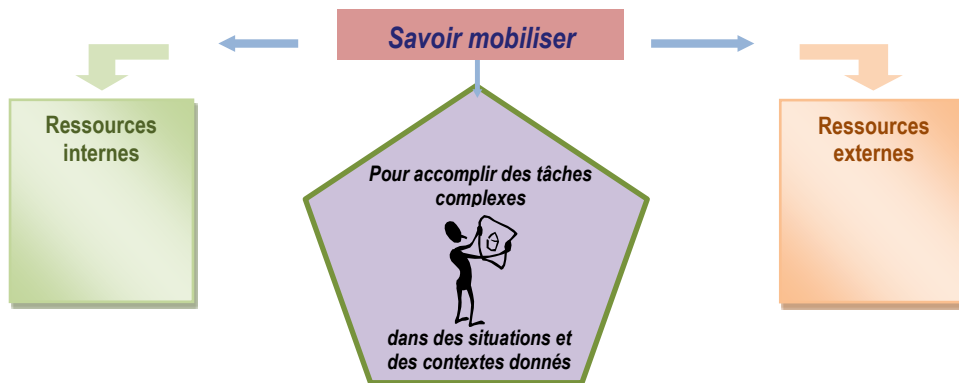 Savoir mobiliser
Ressources
internes
Pour accomplir des tâches
complexes
dans des situations et
des contextes donnés
Ressources
externes